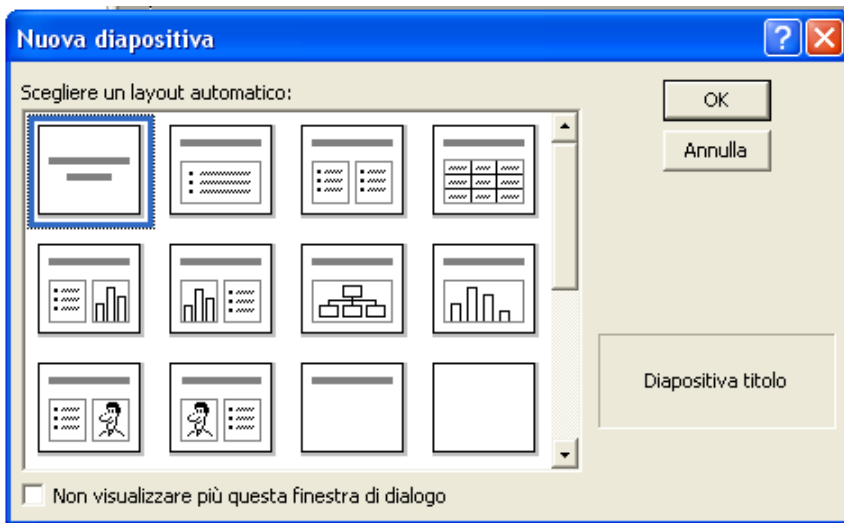 Nuova diapositiva
Scegliere un layout automatico:
OK
Annulla
Diapositiva titolo
Non visualizzare più questa finestra di dialogo